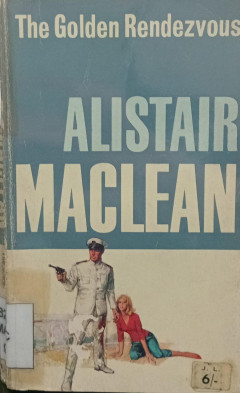 The Golden Rendezvous
ALISTAIR
MACLEAN
6/-